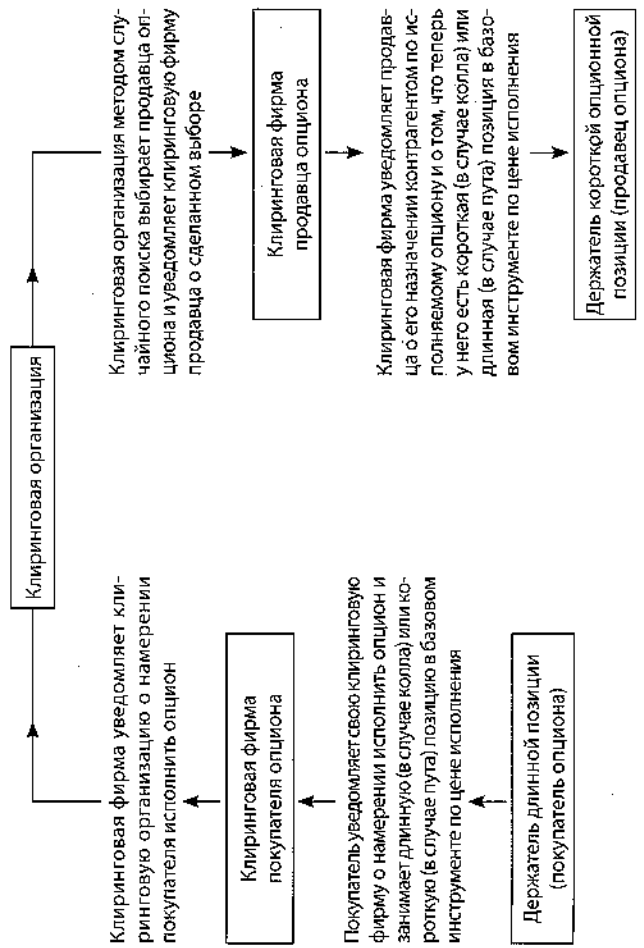 Клиринговая организация
Клиринговая фирма уведомляет кли-
ринговую организацию о намерении
покупателя исполнить опцион
Клиринговая фирма
покупателя опциона
Покупатель уведомляет свою клиринговую
фирму о намерении исполнить опцион и
занимает длинную (в случае колла) или ко-
роткую (в случае пута) позицию в базовом
инструменте по цене исполнения
Держатель длинной позиции
(покупатель опциона)
Клиринговая организация методом слу-
чайного поиска выбирает продавца оп-
циона и уведомляет клиринговую фирму
продавца о сделанном выборе
Клиринговая фирма
продавца опциона
Клиринговая фирма уведомляет продав-
ца о его назначении контрагентом по ис-
полняемому опциону и о том, что теперь
у него есть короткая (в случае колла) или
длинная (в случае пута) позиция в базо-
вом инструменте по цене исполнения
Держатель короткой опционной
позиции (продавец опциона)